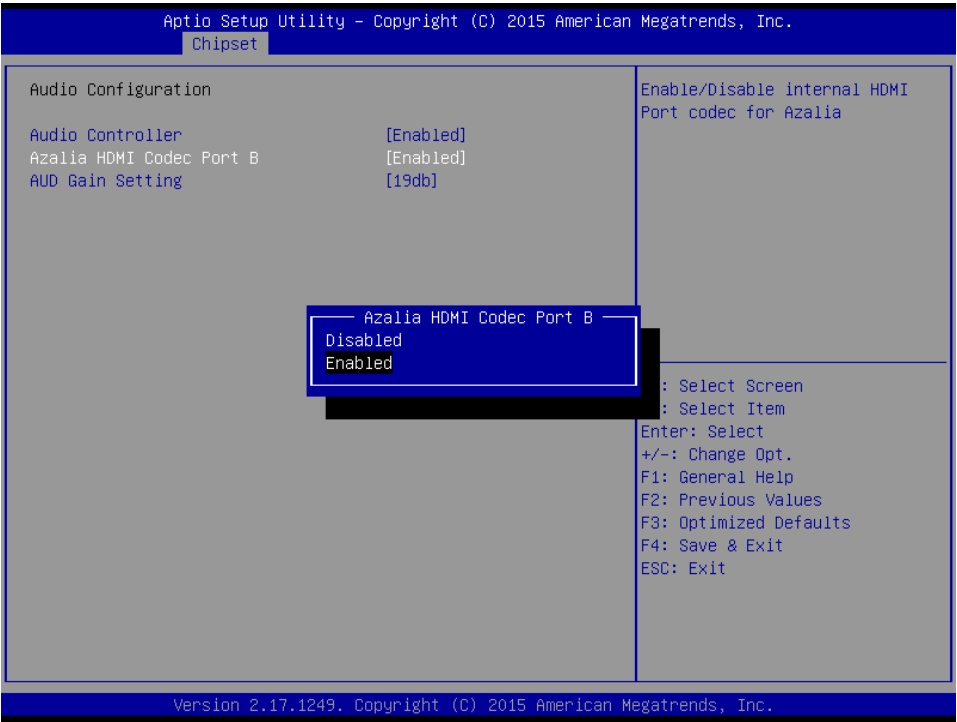 Aptio Setup Utility – Copyright (C) 2015 American Megatrends, Inc.
Chipset
Audio Configuration
Audio Controller [Enabled]
Azalia HDMI Codec Port B [Enabled]
AUD Gain Setting [19db]
Enable/Disable internal HDMI
Port codec for Azalia
Azalia HDMI Codec Port B
Disabled
Enabled
: Select Screen
: Select Item
Enter: Select
+/-: Change Opt.
F1: General Help
F2: Previous Values
F3: Optimized Defaults
F4: Save & Exit
ESC: Exit
Version 2.17.1249. Copyright (C) 2015 American Megatrends, Inc.